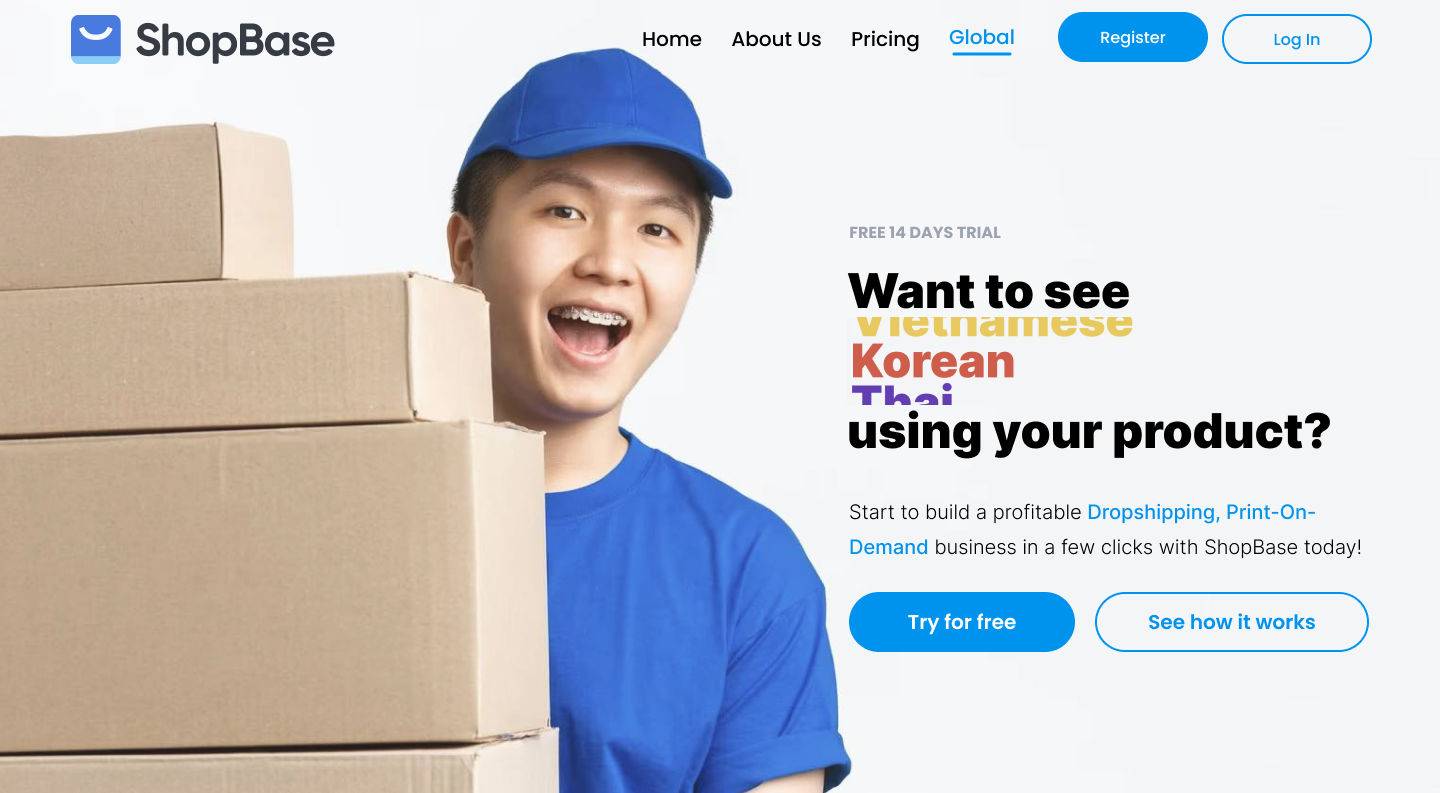 ShopBase
Home About Us Pricing Global Register Log In
FREE 14 DAYS TRIAL
Want to see
Vietnamese
Korean
Thai
using your product?
Start to build a profitable Dropshipping, Print-On-
Demand business in a few clicks with ShopBase today!
Try for free See how it works